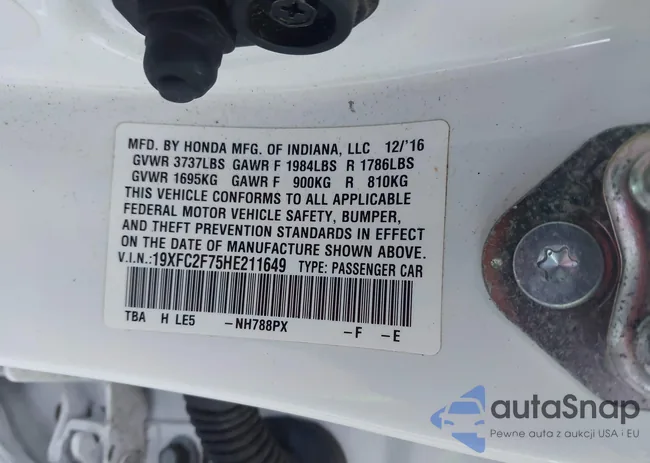 MFD. BY HONDA MFG. OF INDIANA, LLC 12/'16
GVWR 3737LBS GAWR F 1984LBS R 1786LBS
GVWR 1695KG GAWR F 900KG R 810KG
THIS VEHICLE CONFORMS TO ALL APPLICABLE
FEDERAL MOTOR VEHICLE SAFETY, BUMPER,
AND THEFT PREVENTION STANDARDS IN EFFECT
ON THE DATE OF MANUFACTURE SHOWN ABOVE.
V.I.N.:19XFC2F75HE211649 TYPE: PASSENGER CAR
TBA H LE5 -NH788PX -F -E
autaSnap
Pewne auta z aukcji USA i EU